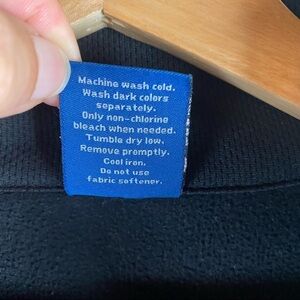 Machine wash cold.
Wash dark colors
separately.
Only non-chlorine
bleach when needed.
Tumble dry low.
Remove promptly.
Cool iron.
Do not use
fabric softener.